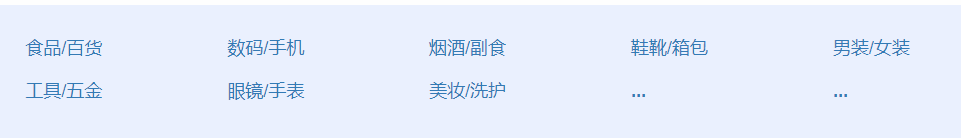 食品/百货 数码/手机 烟酒/副食 鞋靴/箱包 男装/女装
工具/五金 眼镜/手表 美妆/洗护 ... ...